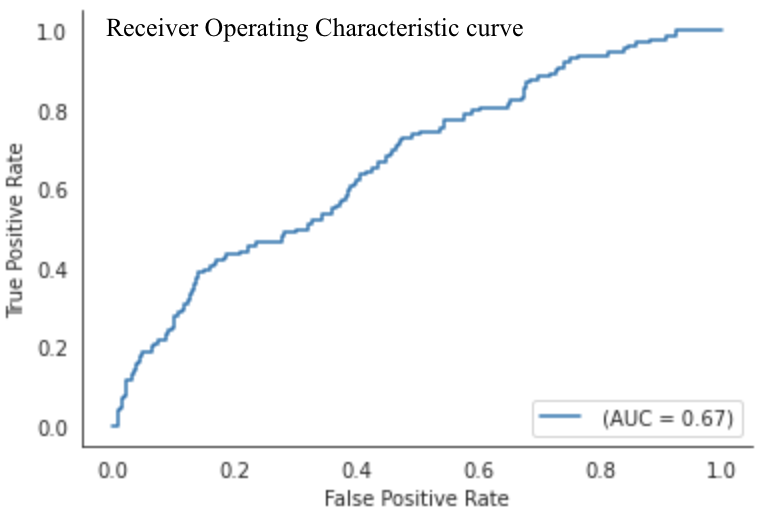 Receiver Operating Characteristic curve
1.0
0.8
0.6
0.4
0.2
0.0
True Positive Rate
(AUC = 0.67)
0.0 0.2 0.4 0.6 0.8 1.0
False Positive Rate